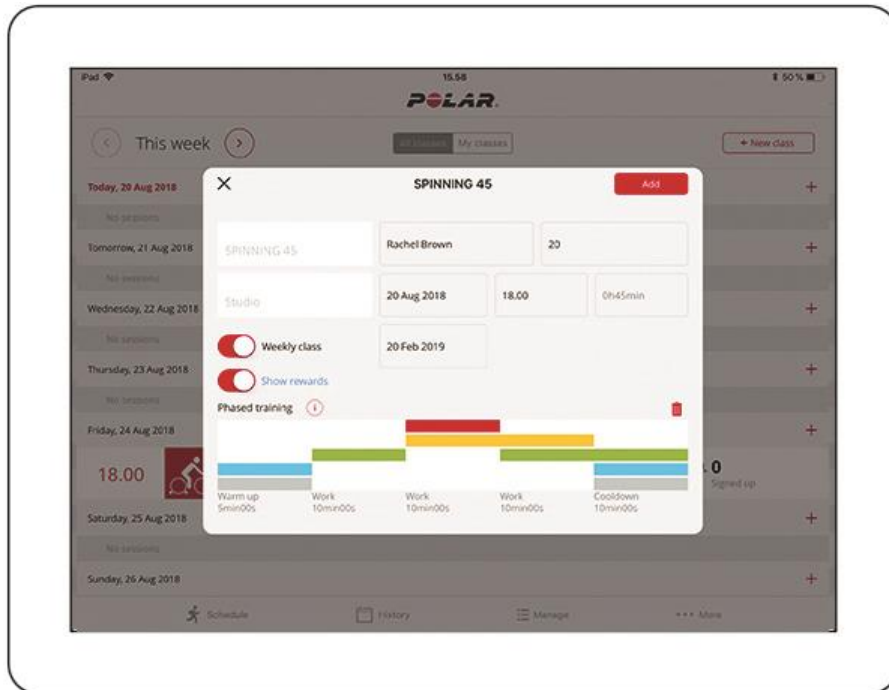 iPad 15.58 50 %
POLAR.
This week All classes My classes + New class
Today, 20 Aug 2018 +
No sessions
Tomorrow, 21 Aug 2018 +
No sessions
Wednesday, 22 Aug 2018 +
No sessions
Thursday, 23 Aug 2018 +
No sessions
Friday, 24 Aug 2018 +
18.00 0
Signed up
Saturday, 25 Aug 2018 +
No sessions
Sunday, 26 Aug 2018 +
SPINNING 45 Add
SPINNING 45 Rachel Brown 20
Studio 20 Aug 2018 18.00 0h45min
Weekly class 20 Feb 2019
Show rewards
Phased training i
Warm up Work Work Work Cooldown
5min00s 10min00s 10min00s 10min00s 10min00s
Schedule History Manage More